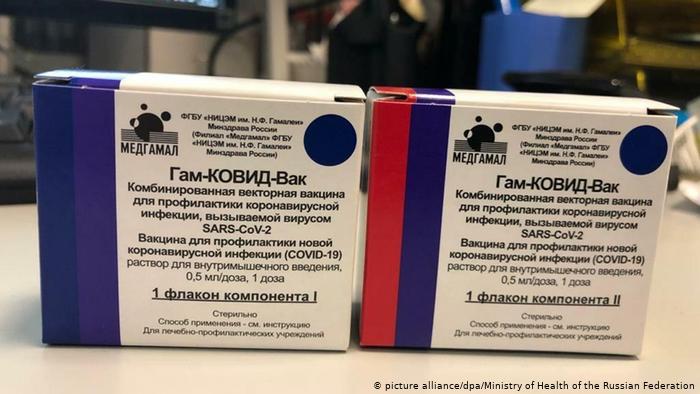 ФГБУ «НИЦЭМ им. Н.Ф. Гамалеи»
Минздрава России
(Филиал «Медгамал» ФГБУ
«НИЦЭМ им. Н.Ф. Гамалеи»
Минздрава России)
МЕДГАМАЛ
Гам-КОВИД-Вак
Комбинированная векторная вакцина
для профилактики коронавирусной
инфекции, вызываемой вирусом
SARS-CoV-2
Вакцина для профилактики новой
коронавирусной инфекции (COVID-19)
раствор для внутримышечного введения,
0,5 мл/доза, 1 доза
1 флакон компонента I
Стерильно
Способ применения - см. инструкцию
Для лечебно-профилактических учреждений
ФГБУ «НИЦЭМ им. Н.Ф. Гамалеи»
Минздрава России
(Филиал «Медгамал» ФГБУ
«НИЦЭМ им. Н.Ф. Гамалеи»
Минздрава России)
МЕДГАМАЛ
Гам-КОВИД-Вак
Комбинированная векторная вакцина
для профилактики коронавирусной
инфекции, вызываемой вирусом
SARS-CoV-2
Вакцина для профилактики новой
коронавирусной инфекции (COVID-19)
раствор для внутримышечного введения,
0,5 мл/доза, 1 доза
1 флакон компонента II
Стерильно
Способ применения - см. инструкцию
Для лечебно-профилактических учреждений
© picture alliance/dpa/Ministry of Health of the Russian Federation